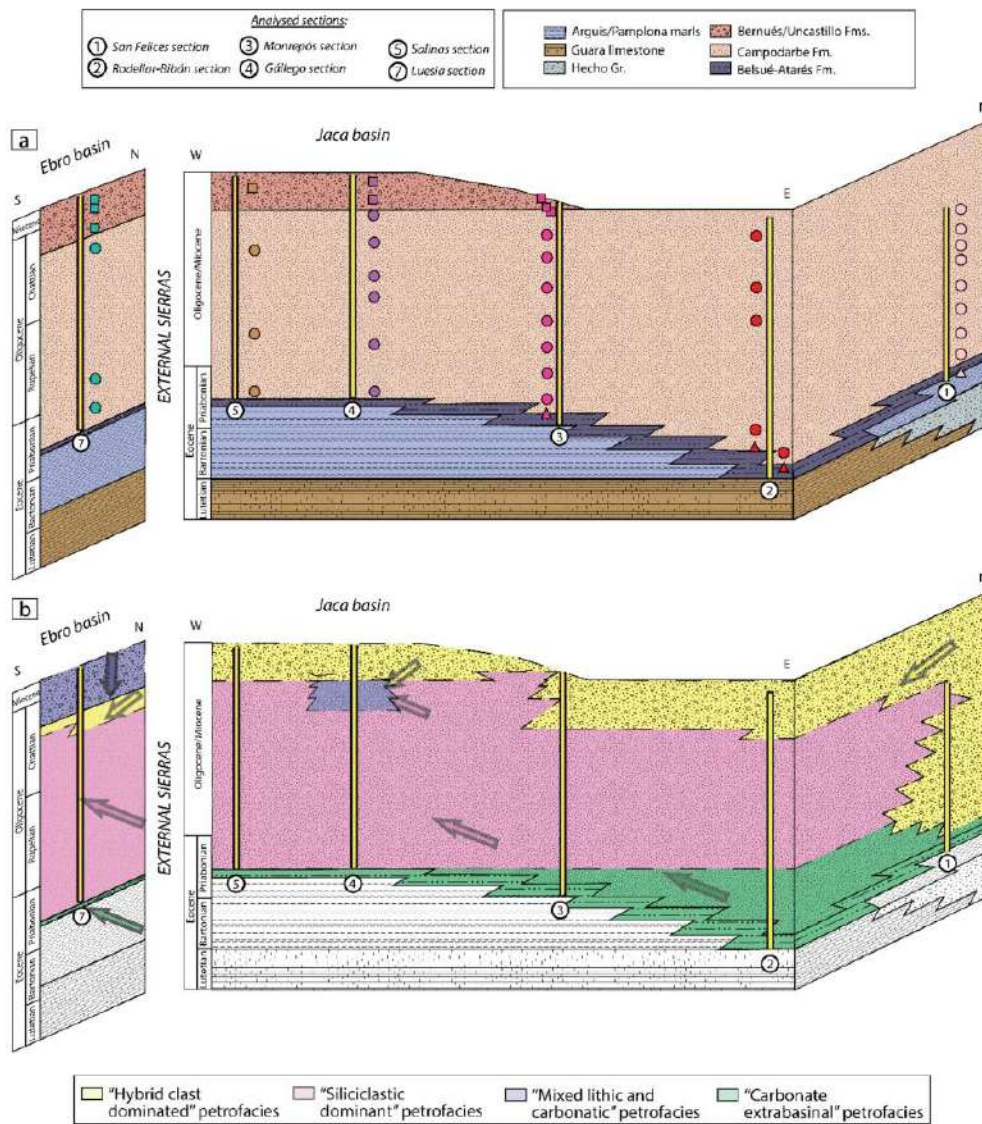 Analysed sections:
1 San Felices section
3 Monrepós section
5 Salinas section
2 Rodellar-Bibán section
4 Gállego section
7 Luesia section
Arguis/Pamplona marls
Bernués/Uncastillo Fms.
Guara limestone
Campodarbe Fm.
Hecho Gr.
Belsué-Atarés Fm.
a
Ebro basin
Jaca basin
S
N
W
E
Miocene
Chattian
Oligocene
Rupelian
Priabonian
Eocene
Bartonian
Lutetian
EXTERNAL SIERRAS
Oligocene/Miocene
Priabonian
Eocene
Bartonian
Lutetian
7
5
4
3
2
1
b
Ebro basin
Jaca basin
S
N
W
E
Miocene
Chattian
Oligocene
Rupelian
Priabonian
Eocene
Bartonian
Lutetian
EXTERNAL SIERRAS
Oligocene/Miocene
Priabonian
Eocene
Bartonian
Lutetian
7
5
4
3
2
1
"Hybrid clast
dominated" petrofacies
"Siliciclastic
dominant" petrofacies
"Mixed lithic and
carbonatic" petrofacies
"Carbonate
extrabasinal" petrofacies